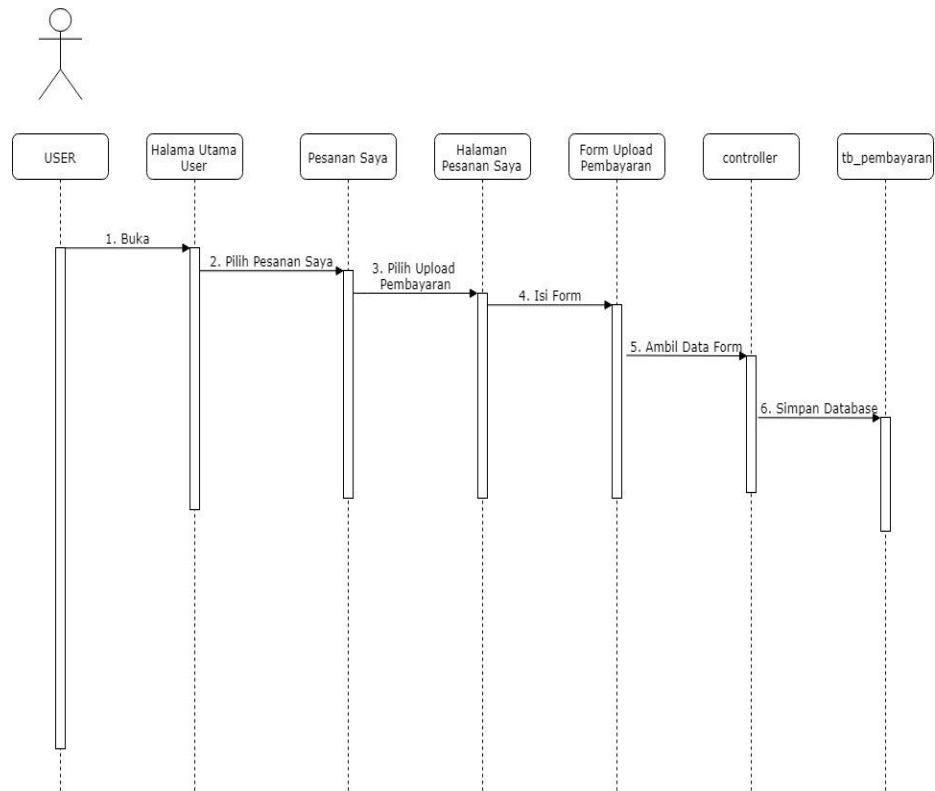 USER
Halama Utama
User
Pesanan Saya
Halaman
Pesanan Saya
Form Upload
Pembayaran
controller
tb_pembayaran
1. Buka
2. Pilih Pesanan Saya
3. Pilih Upload
Pembayaran
4. Isi Form
5. Ambil Data Form
6. Simpan Database